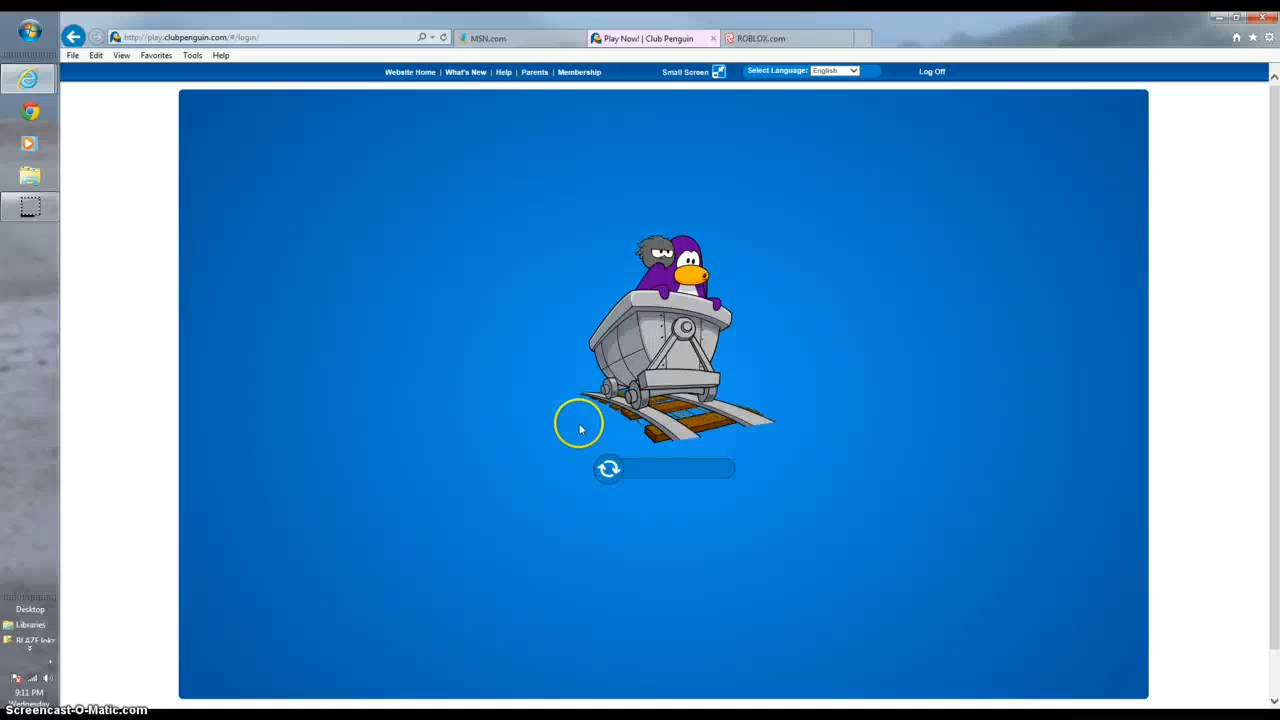 http://play.clubpenguin.com/#/login/
MSN.com
Play Now! | Club Penguin
ROBLOX.com
File Edit View Favorites Tools Help
Website Home | What's New | Help | Parents | Membership
Small Screen
Select Language: English
Log Off
Desktop
Libraries
9:11 PM
Wednesday
Screencast-O-Matic.com